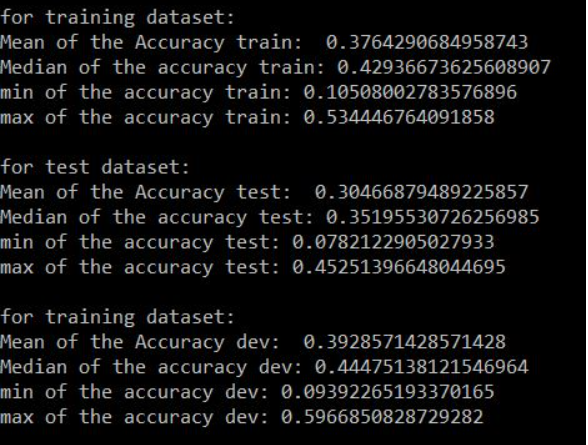 for training dataset:
Mean of the Accuracy train:  0.3764290684958743
Median of the accuracy train: 0.42936673625608907
min of the accuracy train: 0.10508002783576896
max of the accuracy train: 0.534446764091858
for test dataset:
Mean of the Accuracy test:  0.30466879489225857
Median of the accuracy test: 0.35195530726256985
min of the accuracy test: 0.0782122905027933
max of the accuracy test: 0.45251396648044695
for training dataset:
Mean of the Accuracy dev:  0.3928571428571428
Median of the accuracy dev: 0.44475138121546964
min of the accuracy dev: 0.09392265193370165
max of the accuracy dev: 0.5966850828729282